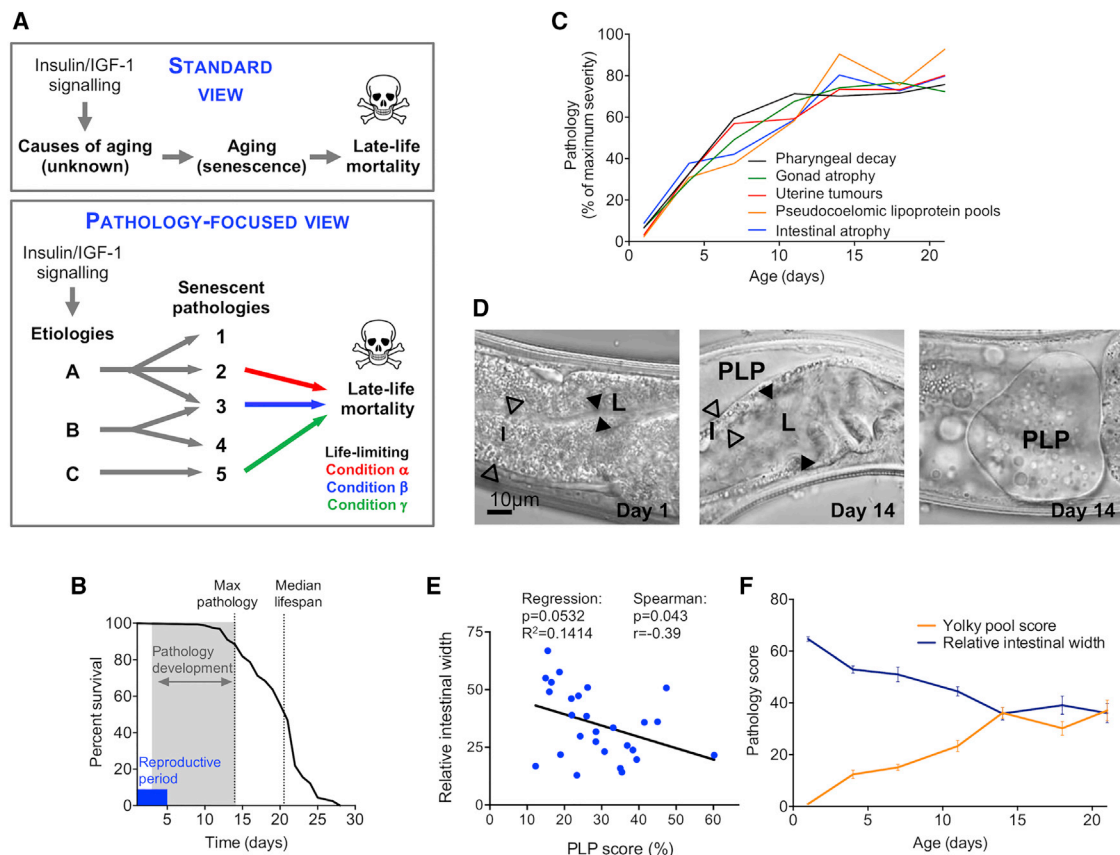 A
Insulin/IGF-1
signalling
STANDARD
VIEW
Causes of aging
(unknown)
Aging
(senescence)
Late-life
mortality
PATHOLOGY-FOCUSED VIEW
Insulin/IGF-1
signalling
Senescent
pathologies
Etiologies
A
B
C
1
2
3
4
5
Late-life
mortality
Life-limiting
Condition α
Condition β
Condition γ
B
Max
pathology
Median
lifespan
Percent survival
100
80
60
40
20
0
Pathology
development
Reproductive
period
5
10
15
20
25
30
Time (days)
C
Pathology
(% of maximum severity)
100
80
60
40
20
0
Pharyngeal decay
Gonad atrophy
Uterine tumours
Pseudocoelomic lipoprotein pools
Intestinal atrophy
0
5
10
15
20
Age (days)
D
L
I
10µm
Day 1
PLP
I
L
Day 14
PLP
Day 14
E
Regression:
p=0.0532
R²=0.1414
Spearman:
p=0.043
r=-0.39
Relative intestinal width
75
50
25
0
0
10
20
30
40
50
60
PLP score (%)
F
Pathology score
80
60
40
20
0
Yolky pool score
Relative intestinal width
0
5
10
15
20
Age (days)